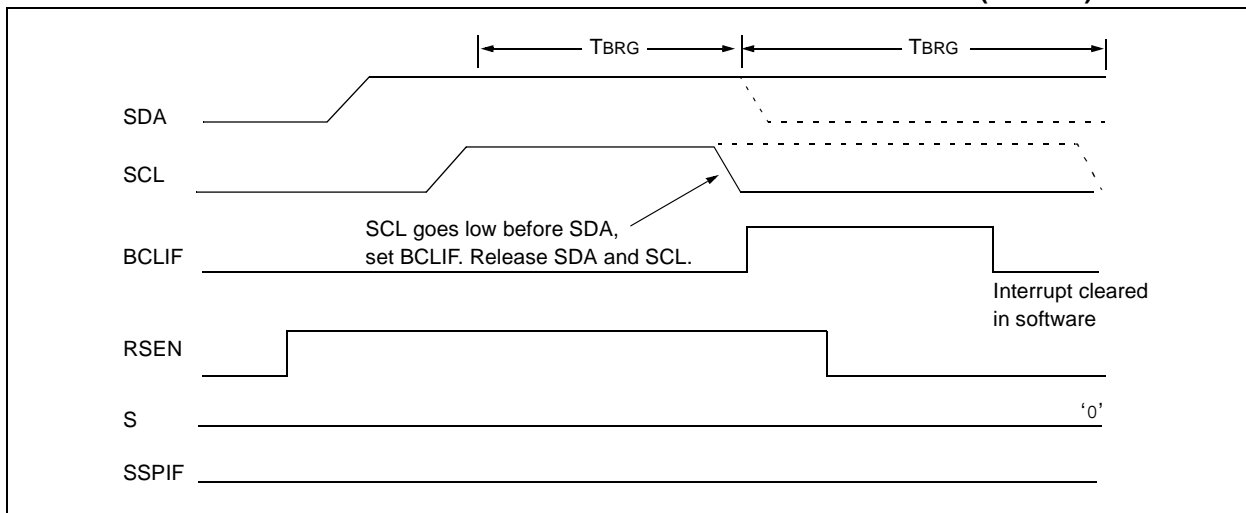 TBRG TBRG
SDA
SCL
SCL goes low before SDA,
set BCLIF. Release SDA and SCL.
BCLIF
Interrupt cleared
in software
RSEN
S
'0'
SSPIF